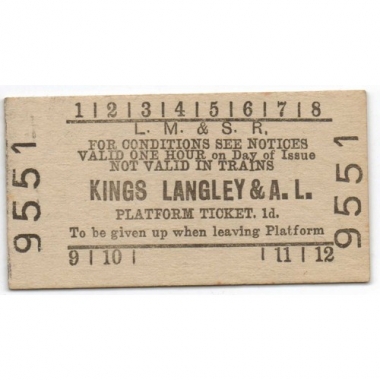 1|2|3|4|5|6|7|8
L. M. & S. R.
FOR CONDITIONS SEE NOTICES
VALID ONE HOUR on Day of Issue
NOT VALID IN TRAINS
KINGS LANGLEY & A. L.
PLATFORM TICKET. 1d.
To be given up when leaving Platform
9|10| |11|12
9551
9551